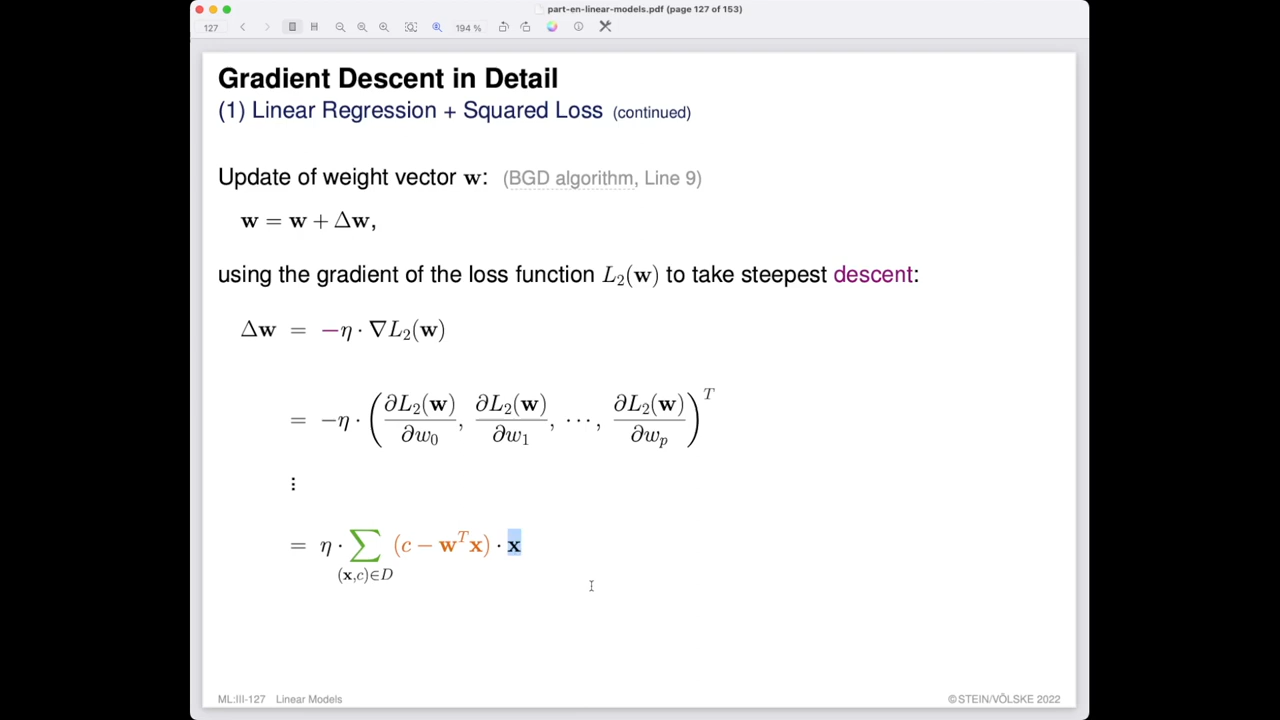 part-en-linear-models.pdf (page 127 of 153)
127
194 %
Gradient Descent in Detail
(1) Linear Regression + Squared Loss (continued)
Update of weight vector w: (BGD algorithm, Line 9)
w = w + Δw,
using the gradient of the loss function L₂(w) to take steepest descent:
Δw = −η · ∇L₂(w)
= −η · (∂L₂(w)/∂w₀, ∂L₂(w)/∂w₁, ⋯, ∂L₂(w)/∂wₚ)ᵀ
⋮
= η · ∑ (c − wᵀx) · x
(x,c)∈D
ML:III-127 Linear Models
© STEIN/VÖLSKE 2022